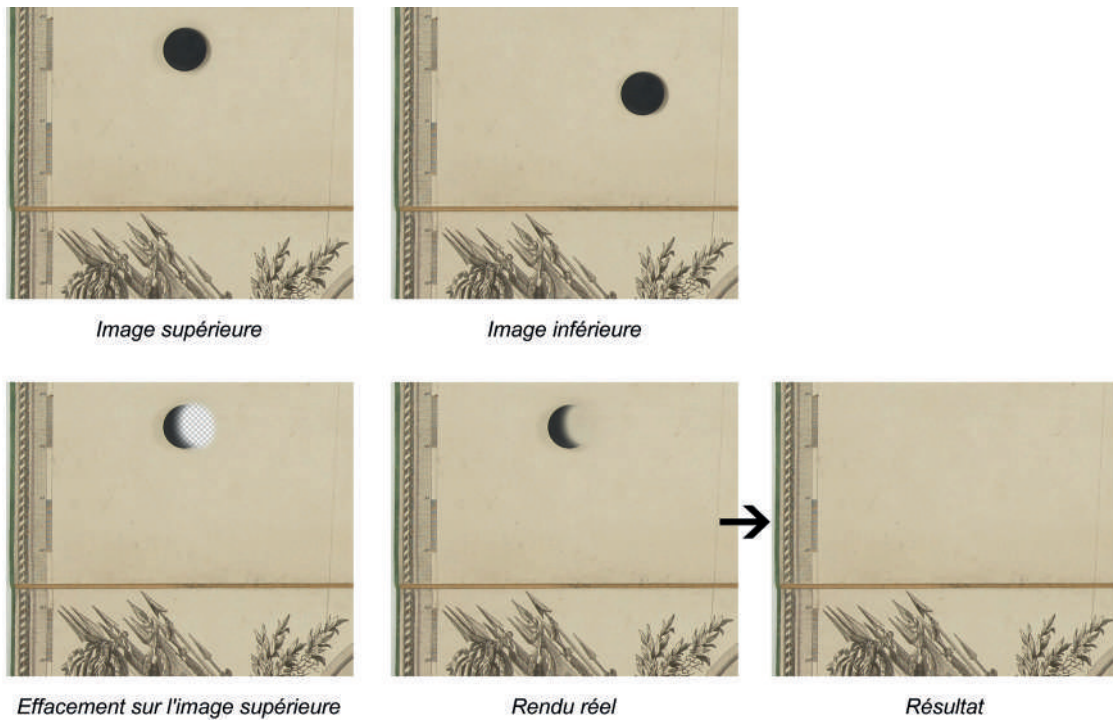 Image supérieure
Image inférieure
Effacement sur l'image supérieure
Rendu réel
Résultat